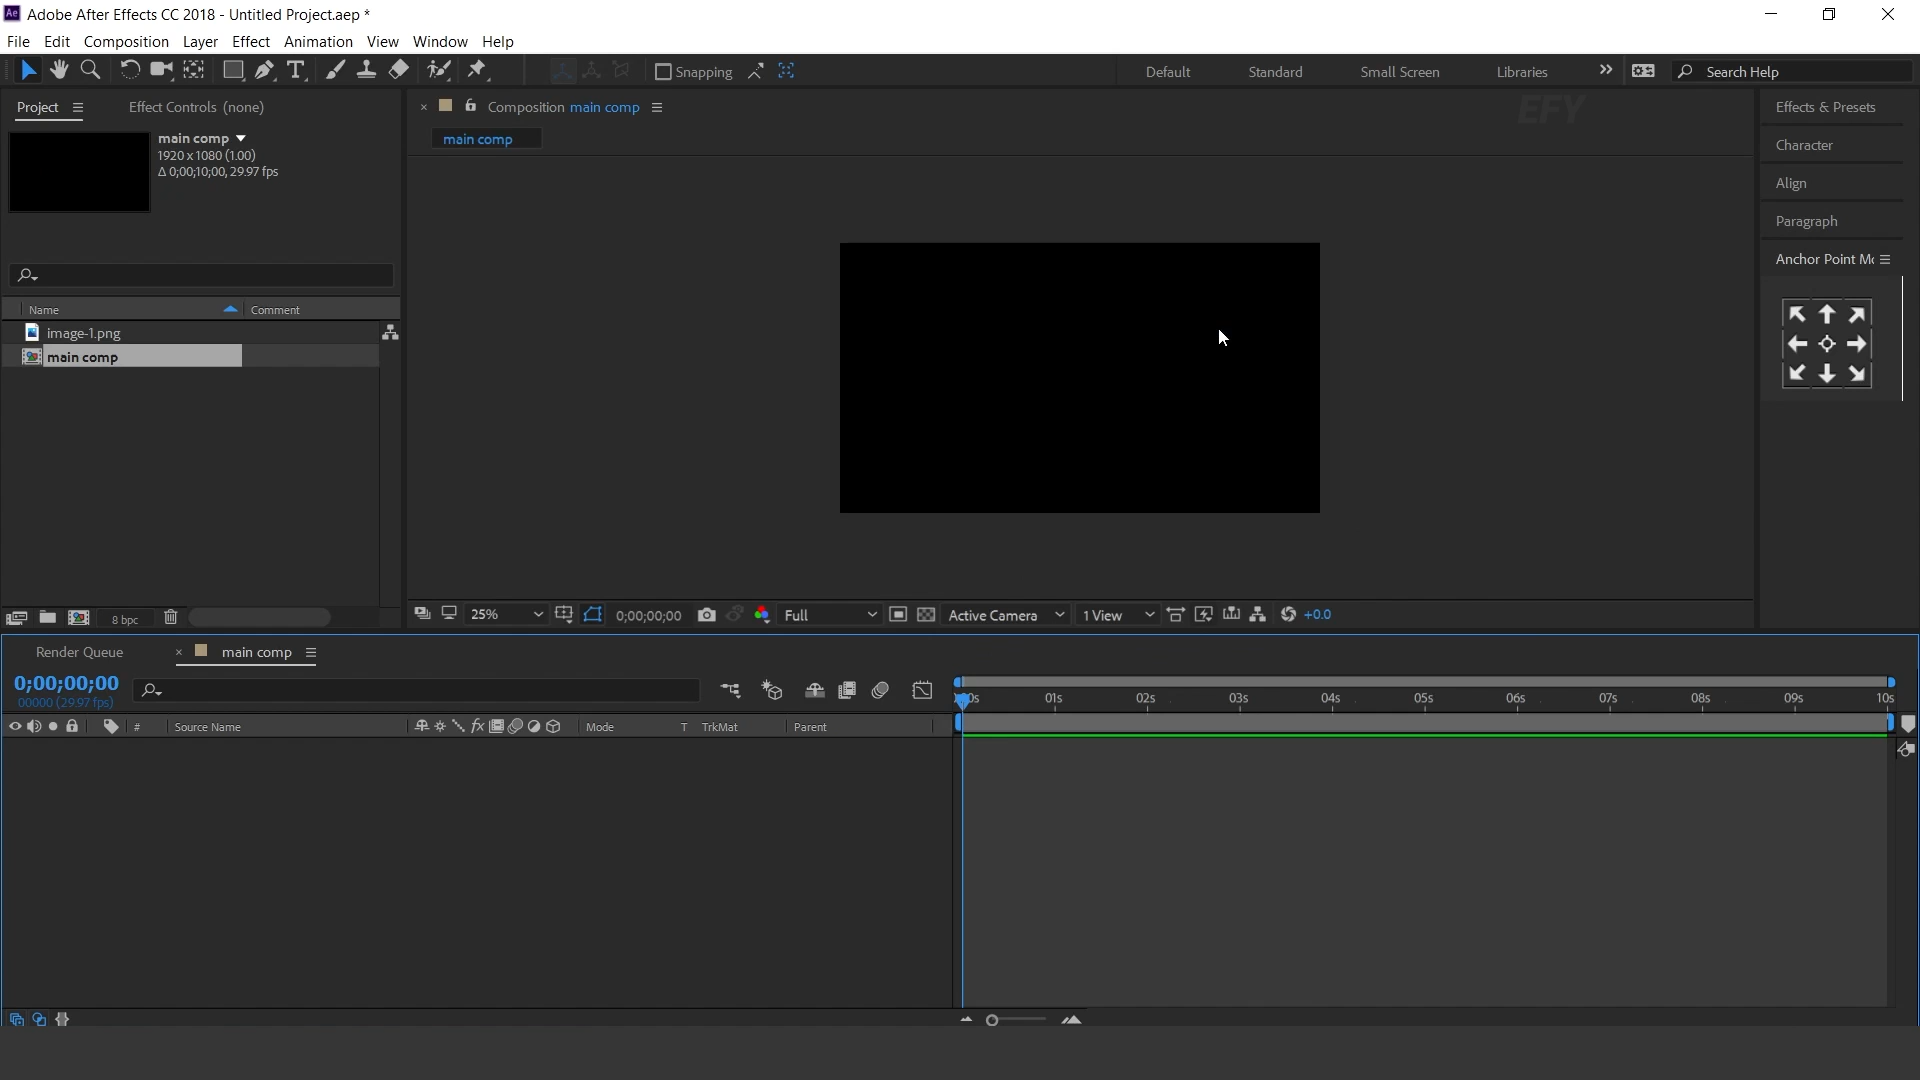 Ae Adobe After Effects CC 2018 - Untitled Project.aep *
File Edit Composition Layer Effect Animation View Window Help
T Snapping Default Standard Small Screen Libraries Search Help
Project Effect Controls (none)
Composition main comp
EFY
Effects & Presets
main comp
1920 x 1080 (1.00)
Δ 0;00;10;00, 29.97 fps
main comp
Character
Align
Paragraph
Anchor Point Mo
Name Comment
image-1.png
main comp
8 bpc
25% 0;00;00;00 Full Active Camera 1 View +0.0
Render Queue main comp
0;00;00;00
00000 (29.97 fps)
00s 01s 02s 03s 04s 05s 06s 07s 08s 09s 10s
# Source Name fx Mode T TrkMat Parent